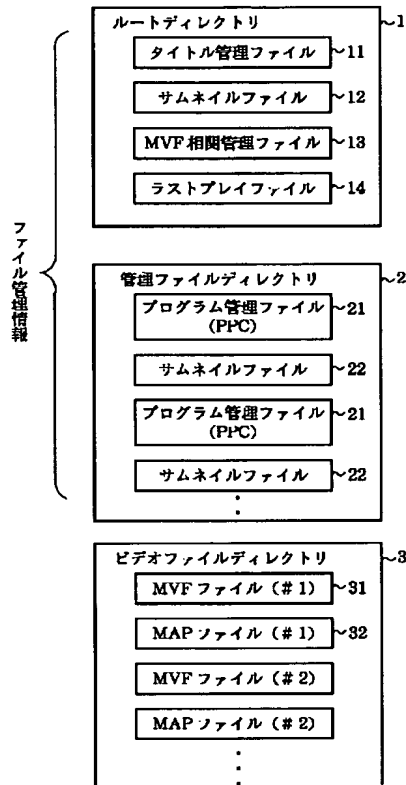 ルートディレクトリ ~1
タイトル管理ファイル ~11
サムネイルファイル ~12
MVF相関管理ファイル ~13
ラストプレイファイル ~14
ファイル管理情報
管理ファイルディレクトリ ~2
プログラム管理ファイル ~21
(PPC)
サムネイルファイル ~22
プログラム管理ファイル ~21
(PPC)
サムネイルファイル ~22
ビデオファイルディレクトリ ~3
MVFファイル(#1) ~31
MAPファイル(#1) ~32
MVFファイル(#2)
MAPファイル(#2)